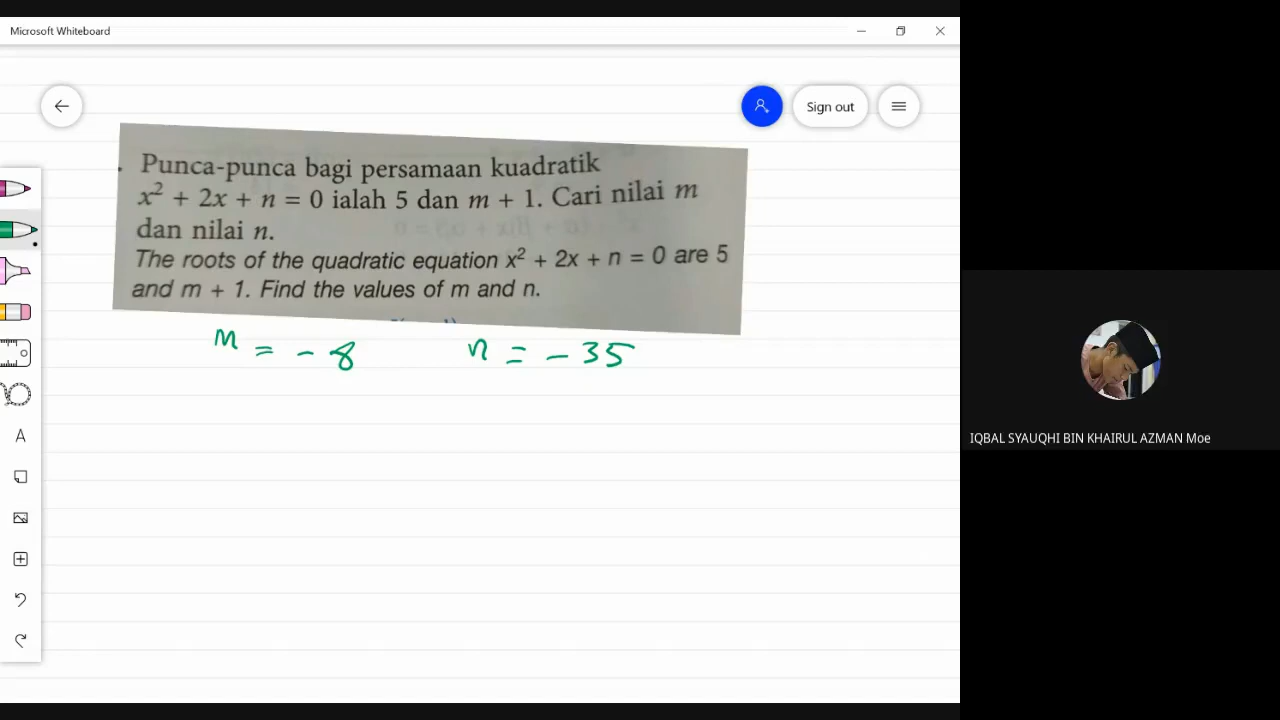 Microsoft Whiteboard
Sign out
Punca-punca bagi persamaan kuadratik
x² + 2x + n = 0 ialah 5 dan m + 1. Cari nilai m
dan nilai n.
The roots of the quadratic equation x² + 2x + n = 0 are 5
and m + 1. Find the values of m and n.
m = - 8 n = - 35
A
IQBAL SYAUQHI BIN KHAIRUL AZMAN Moe